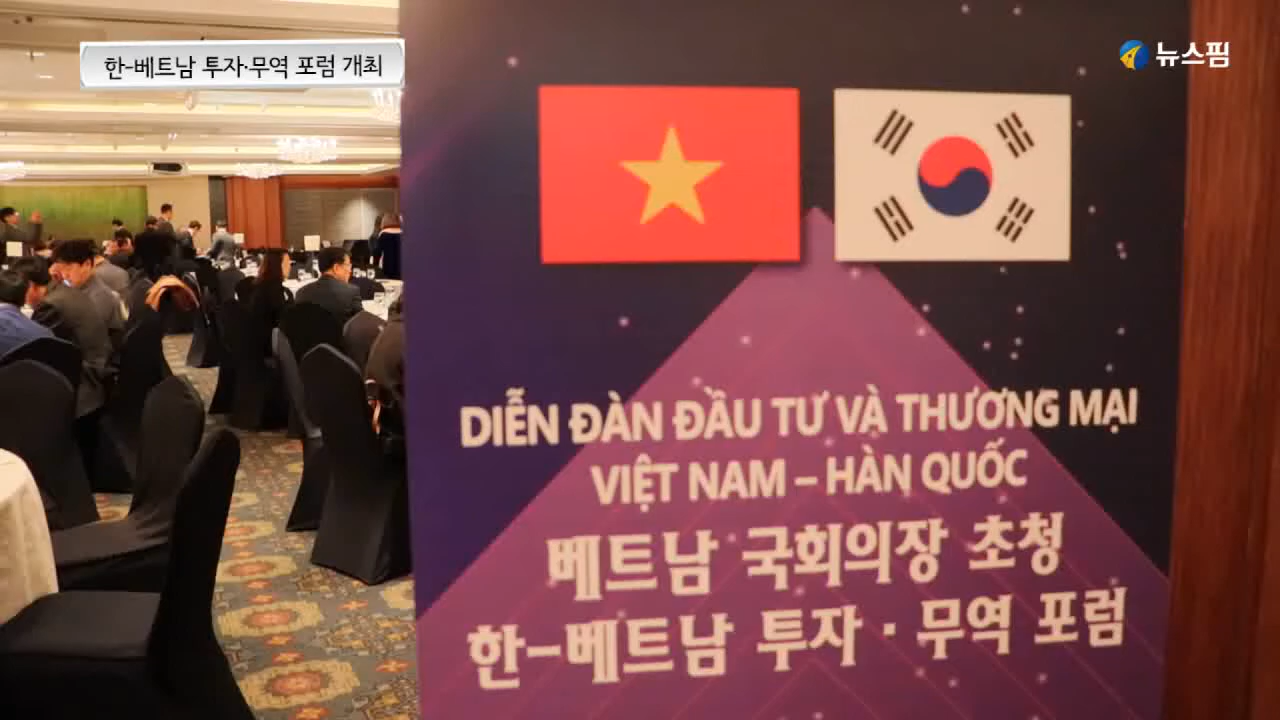 한-베트남 투자·무역 포럼 개최
뉴스핌
DIỄN ĐÀN ĐẦU TƯ VÀ THƯƠNG MẠI
VIỆT NAM – HÀN QUỐC
베트남 국회의장 초청
한-베트남 투자·무역 포럼